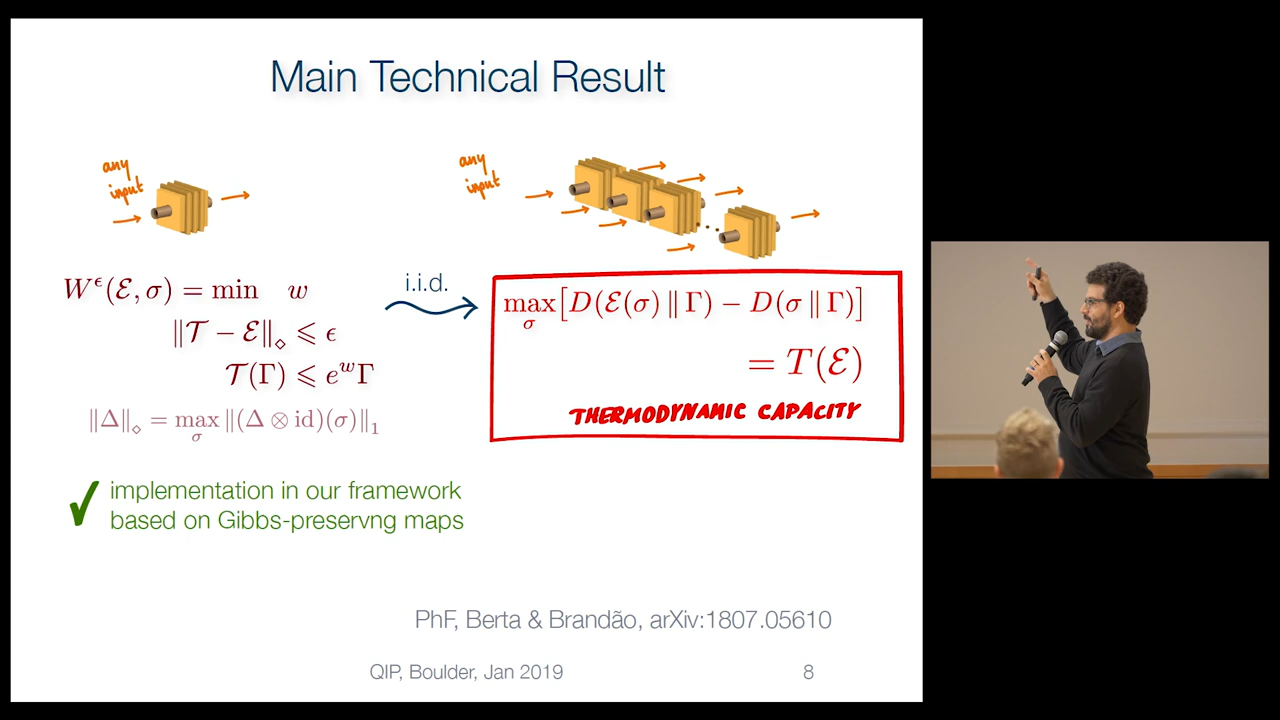 Main Technical Result
any
input
any
input
W^ϵ(ℰ, σ) = min w
‖𝒯 − ℰ‖⋄ ⩽ ϵ
𝒯(Γ) ⩽ e^w Γ
‖Δ‖⋄ = max_σ ‖(Δ ⊗ id)(σ)‖₁
i.i.d.
max_σ [D(ℰ(σ) ‖ Γ) − D(σ ‖ Γ)]
= T(ℰ)
THERMODYNAMIC CAPACITY
✓ implementation in our framework
based on Gibbs-preservng maps
PhF, Berta & Brandão, arXiv:1807.05610
QIP, Boulder, Jan 2019 8